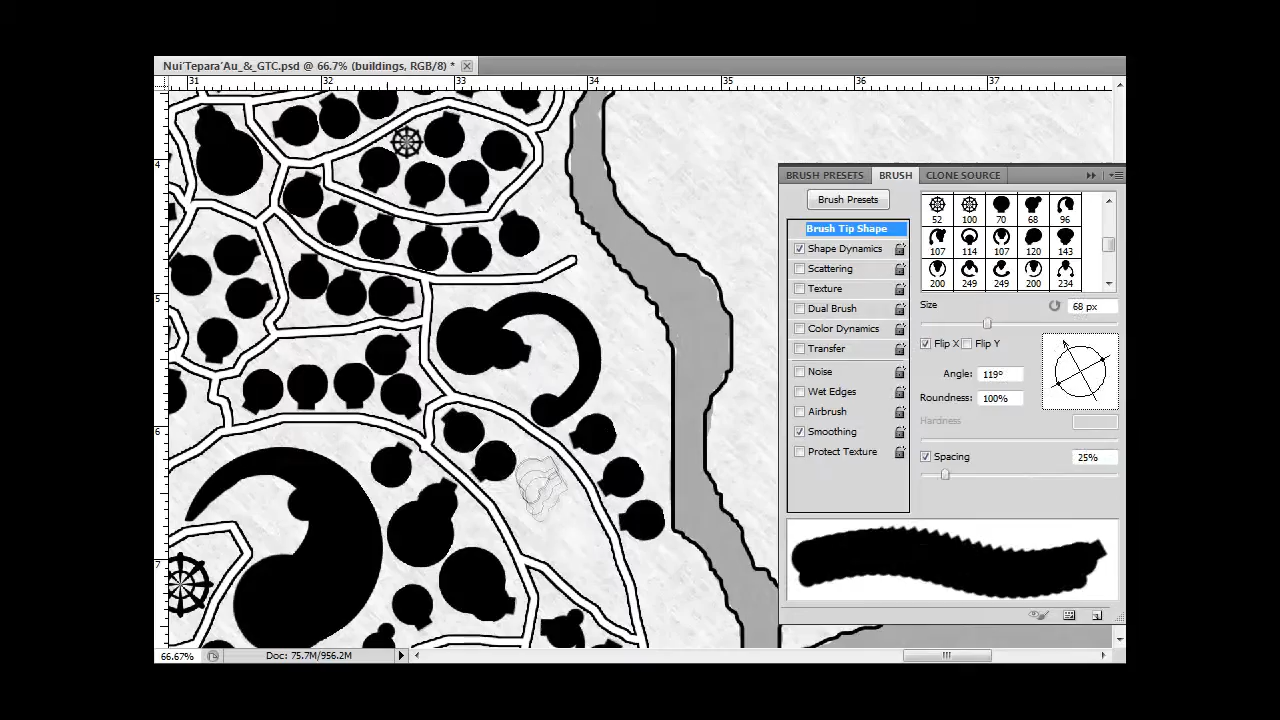 Nui'Tepara'Au_&_GTC.psd @ 66.7% (buildings, RGB/8) *
31 32 33 34 35 36 37
4
5
6
7
BRUSH PRESETS BRUSH CLONE SOURCE
Brush Presets
52 100 70 68 96
107 114 107 120 143
200 249 249 200 234
Brush Tip Shape
Shape Dynamics
Scattering
Texture
Dual Brush
Color Dynamics
Transfer
Noise
Wet Edges
Airbrush
Smoothing
Protect Texture
Size 68 px
Flip X Flip Y
Angle: 119º
Roundness: 100%
Hardness
Spacing 25%
66.67% Doc: 75.7M/956.2M